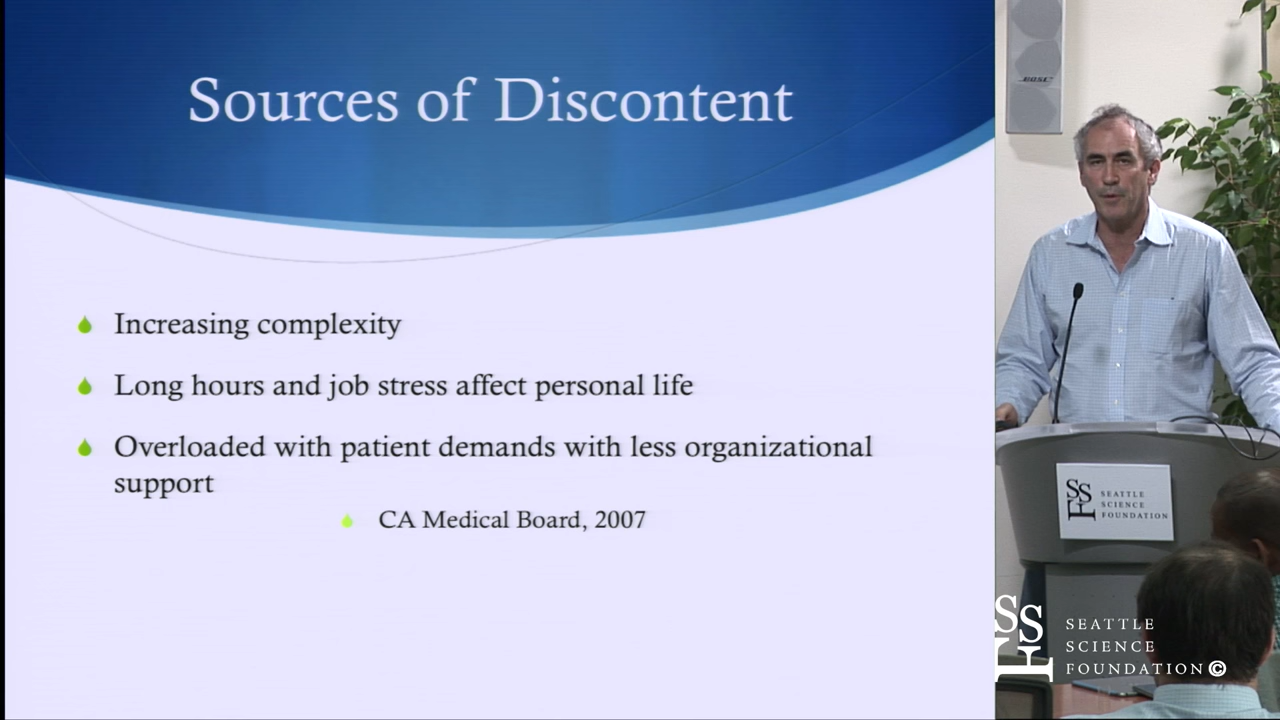 Sources of Discontent
Increasing complexity
Long hours and job stress affect personal life
Overloaded with patient demands with less organizational
support
CA Medical Board, 2007
BOSE
SSF
SEATTLE
SCIENCE
FOUNDATION
SSF
SEATTLE
SCIENCE
FOUNDATION©